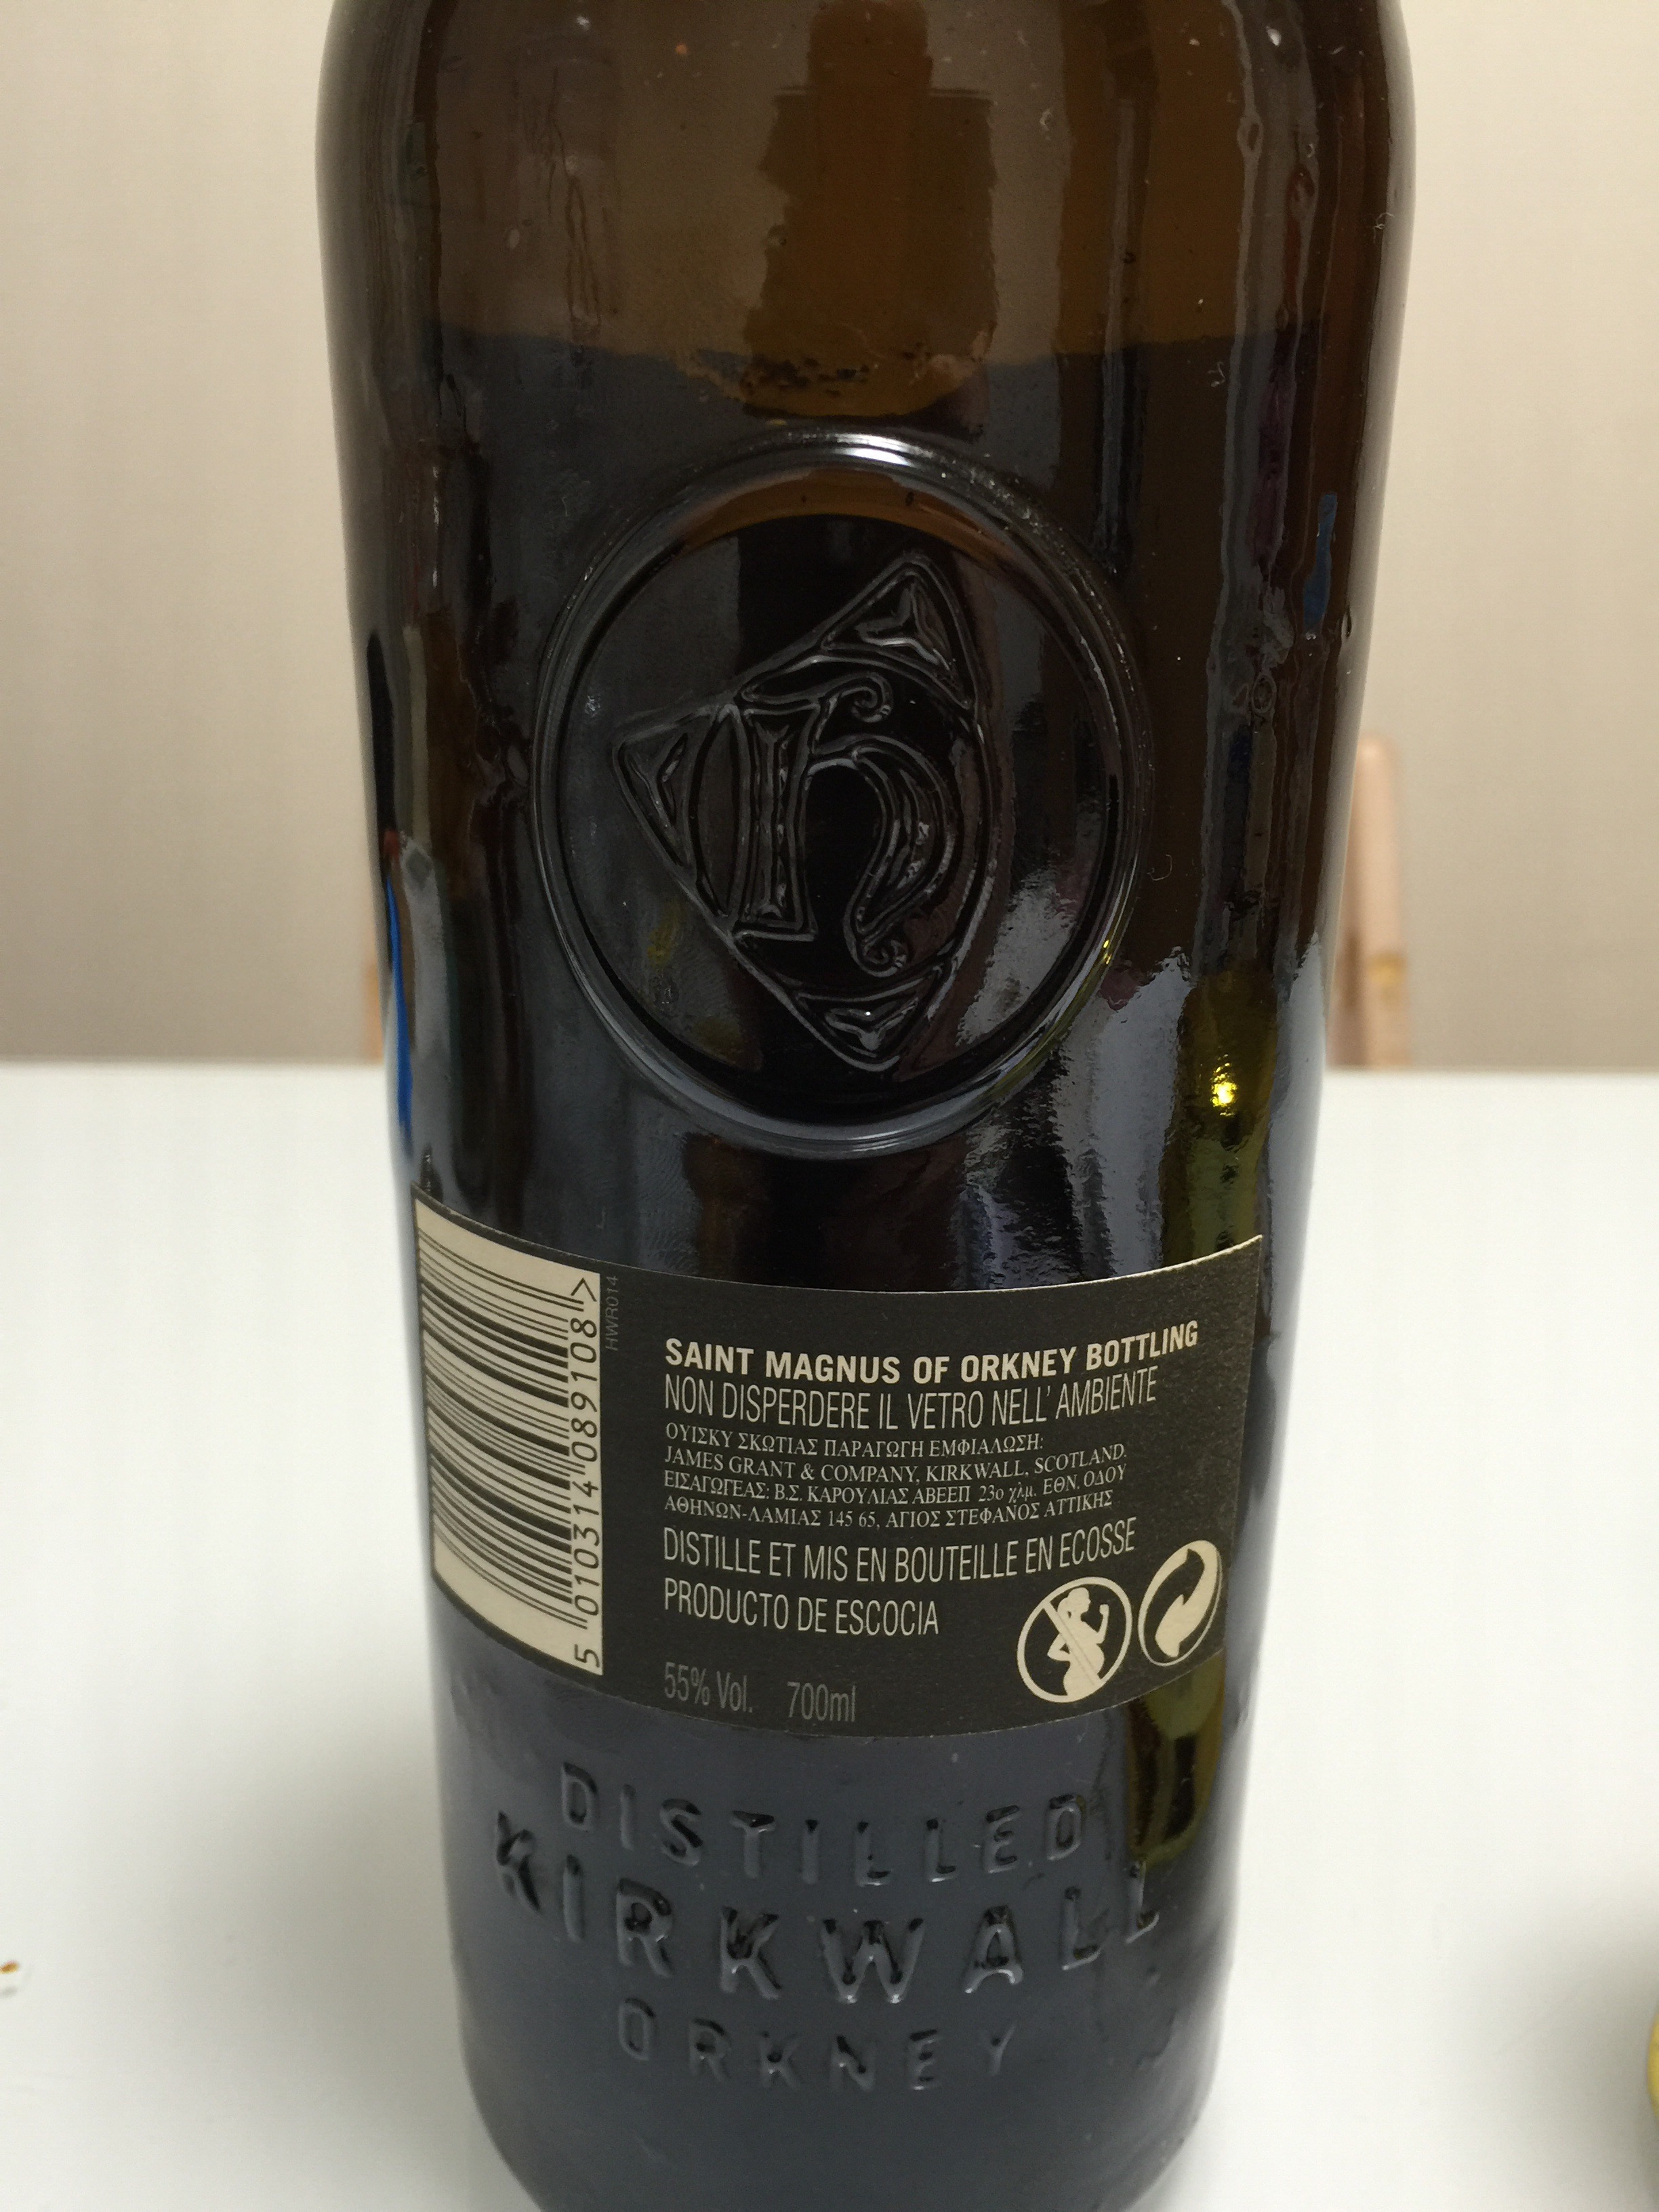 h
5 010314 089108 >
HWR014
SAINT MAGNUS OF ORKNEY BOTTLING
NON DISPERDERE IL VETRO NELL' AMBIENTE
ΟΥΙΣΚΥ ΣΚΩΤΙΑΣ ΠΑΡΑΓΩΓΗ ΕΜΦΙΑΛΩΣΗ:
JAMES GRANT & COMPANY, KIRKWALL, SCOTLAND.
ΕΙΣΑΓΩΓΕΑΣ: Β.Σ. ΚΑΡΟΥΛΙΑΣ ΑΒΕΕΠ 23ο χλμ. ΕΘΝ. ΟΔΟΥ
ΑΘΗΝΩΝ-ΛΑΜΙΑΣ 145 65, ΑΓΙΟΣ ΣΤΕΦΑΝΟΣ ΑΤΤΙΚΗΣ
DISTILLE ET MIS EN BOUTEILLE EN ECOSSE
PRODUCTO DE ESCOCIA
55% Vol. 700ml
DISTILLED
KIRKWALL
ORKNEY